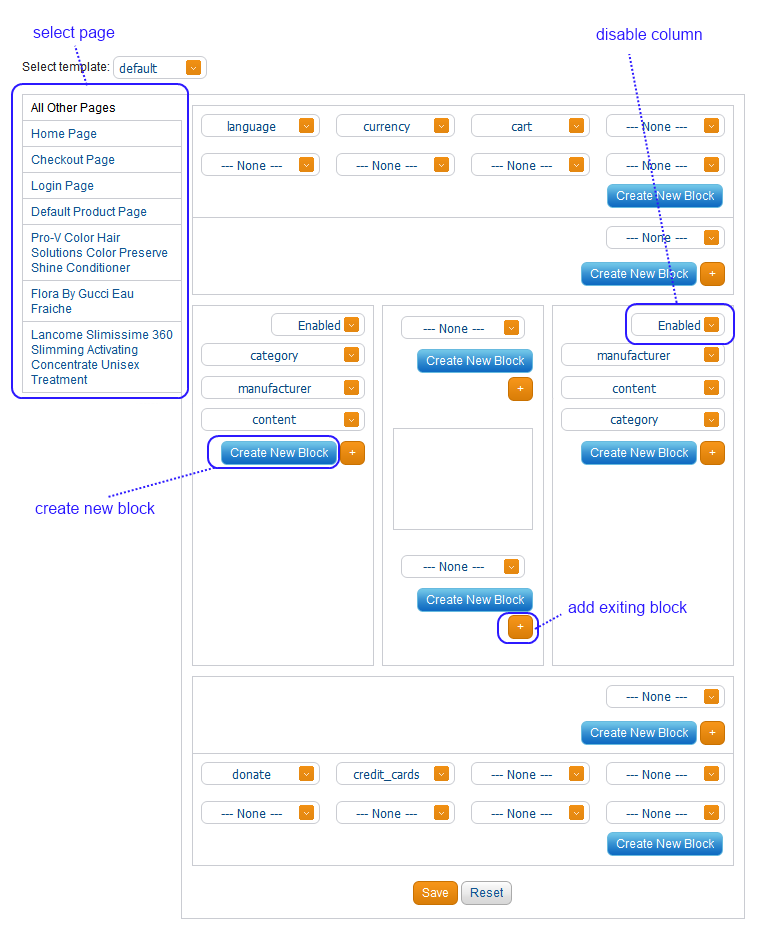 select page
disable column
Select template: default
All Other Pages
Home Page
Checkout Page
Login Page
Default Product Page
Pro-V Color Hair
Solutions Color Preserve
Shine Conditioner
Flora By Gucci Eau
Fraiche
Lancome Slimissime 360
Slimming Activating
Concentrate Unisex
Treatment
language currency cart --- None ---
--- None --- --- None --- --- None --- --- None ---
Create New Block
--- None ---
Create New Block +
Enabled
category
manufacturer
content
Create New Block +
create new block
--- None ---
Create New Block
+
--- None ---
Create New Block
+
add exiting block
Enabled
manufacturer
content
category
Create New Block +
--- None ---
Create New Block +
donate credit_cards --- None --- --- None ---
--- None --- --- None --- --- None --- --- None ---
Create New Block
Save Reset